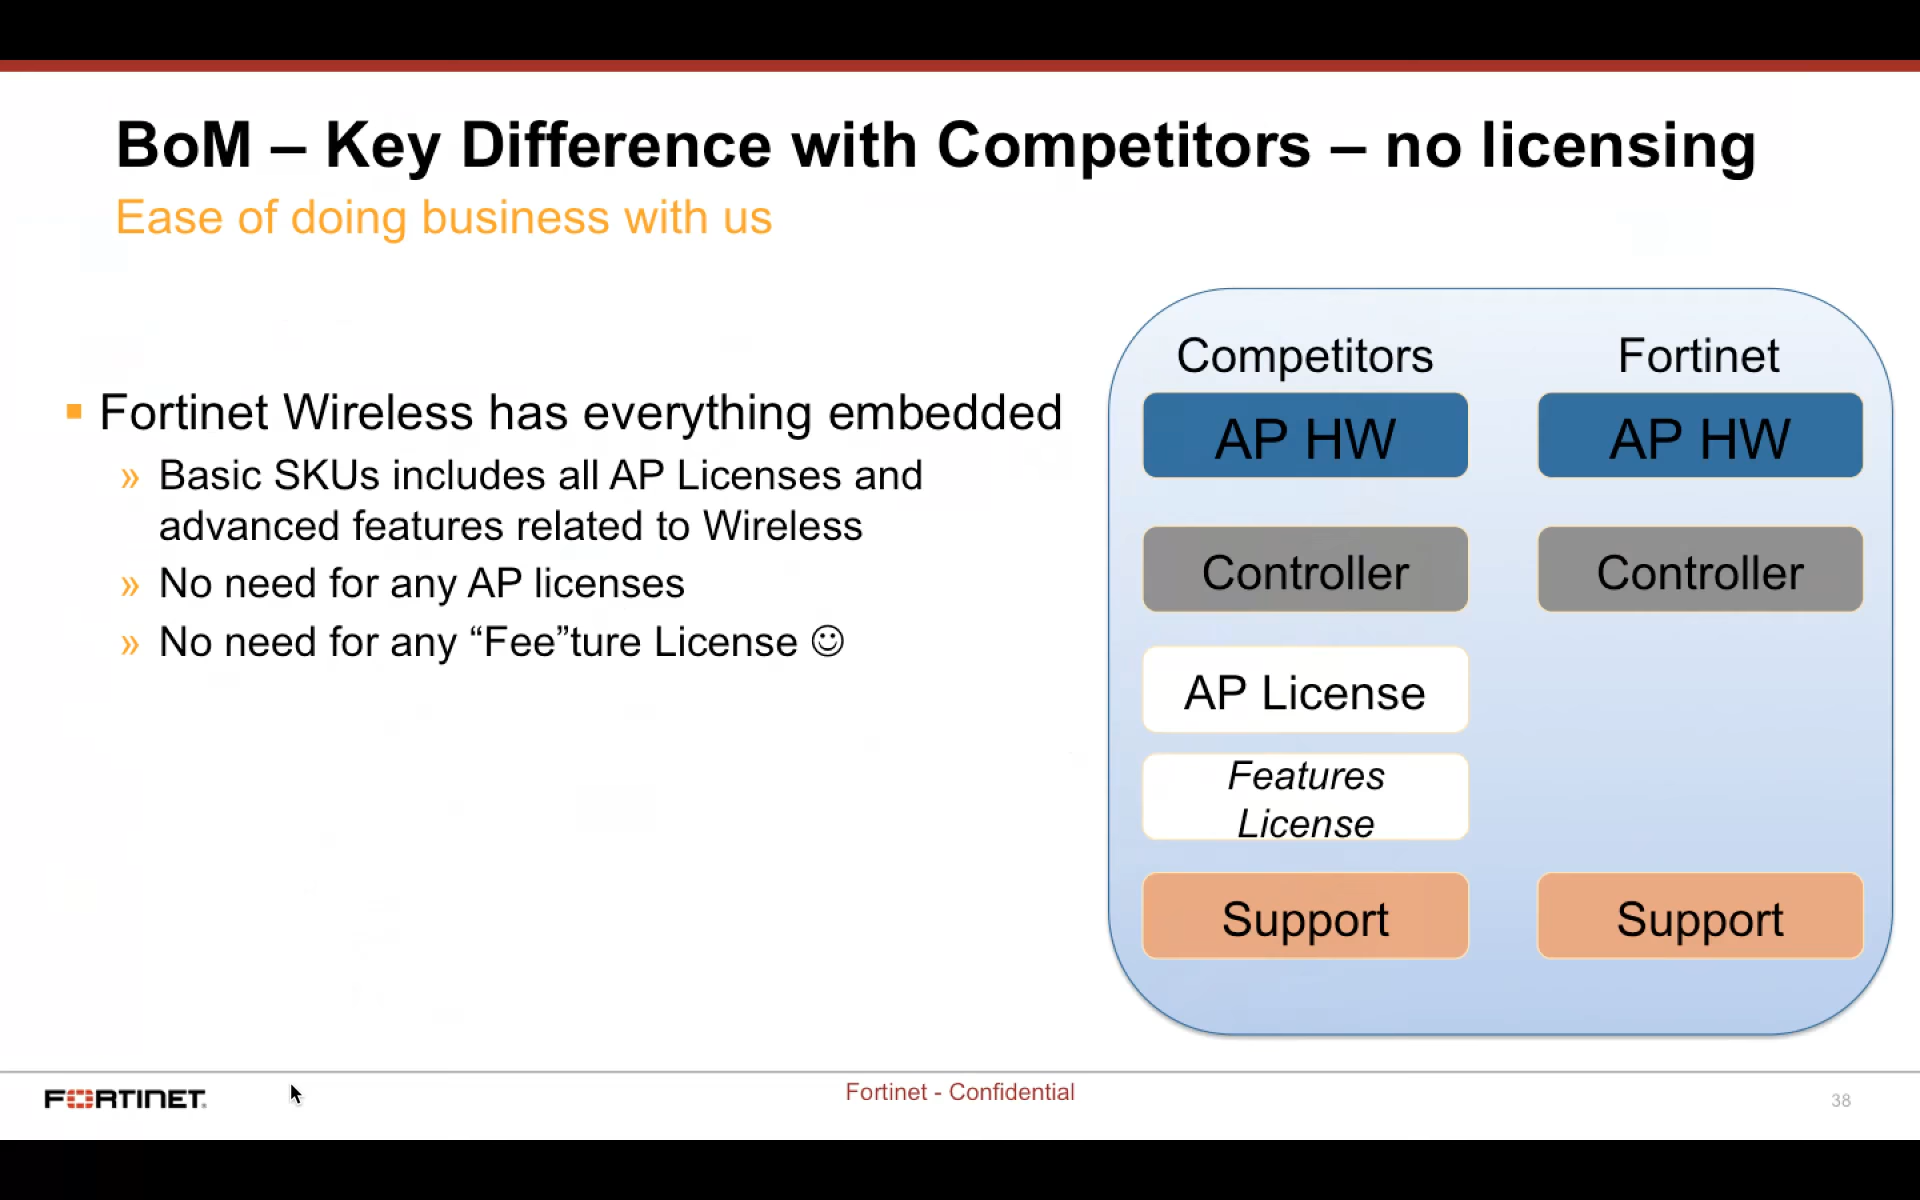 BoM – Key Difference with Competitors – no licensing
Ease of doing business with us
▪ Fortinet Wireless has everything embedded
» Basic SKUs includes all AP Licenses and
advanced features related to Wireless
» No need for any AP licenses
» No need for any “Fee”ture License ☺
Competitors
Fortinet
AP HW
AP HW
Controller
Controller
AP License
Features
License
Support
Support
FORTINET
Fortinet - Confidential
38